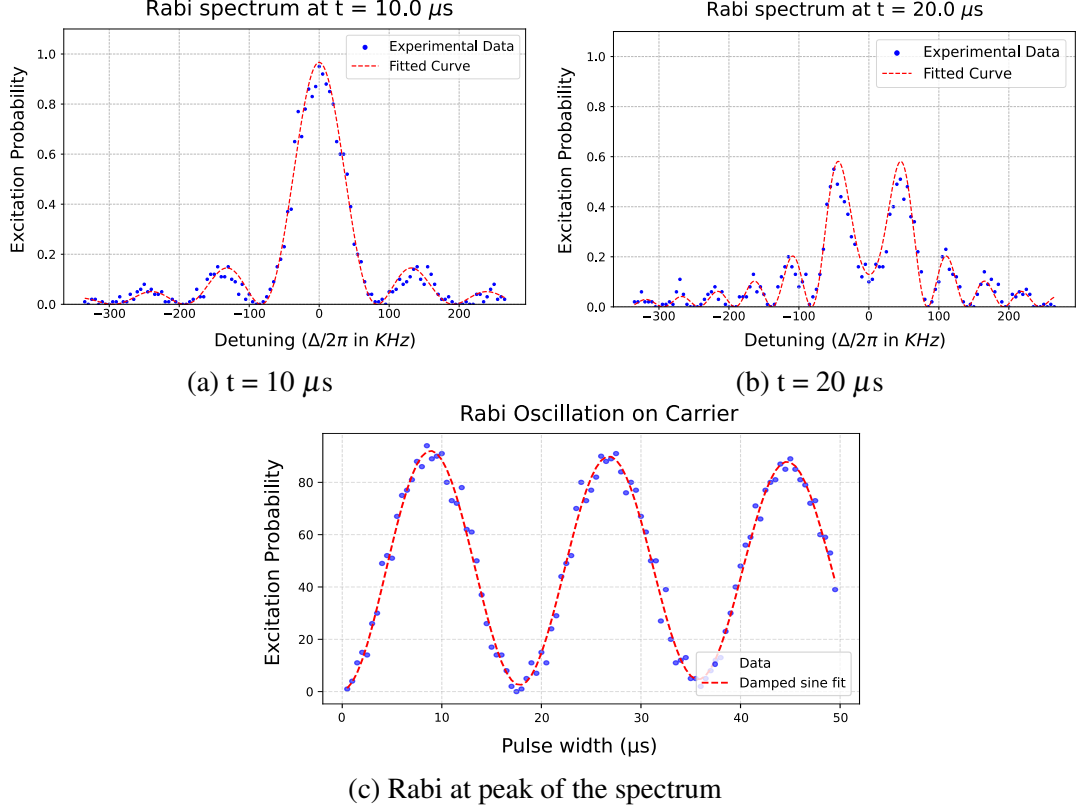 Rabi spectrum at t = 10.0 μs
Excitation Probability
1.0
0.8
0.6
0.4
0.2
0.0
Experimental Data
Fitted Curve
−300
−200
−100
0
100
200
Detuning (Δ/2π in KHz)
(a) t = 10 μs
Rabi spectrum at t = 20.0 μs
Excitation Probability
1.0
0.8
0.6
0.4
0.2
0.0
Experimental Data
Fitted Curve
−300
−200
−100
0
100
200
Detuning (Δ/2π in KHz)
(b) t = 20 μs
Rabi Oscillation on Carrier
Excitation Probability
80
60
40
20
0
Data
Damped sine fit
0
10
20
30
40
50
Pulse width (μs)
(c) Rabi at peak of the spectrum